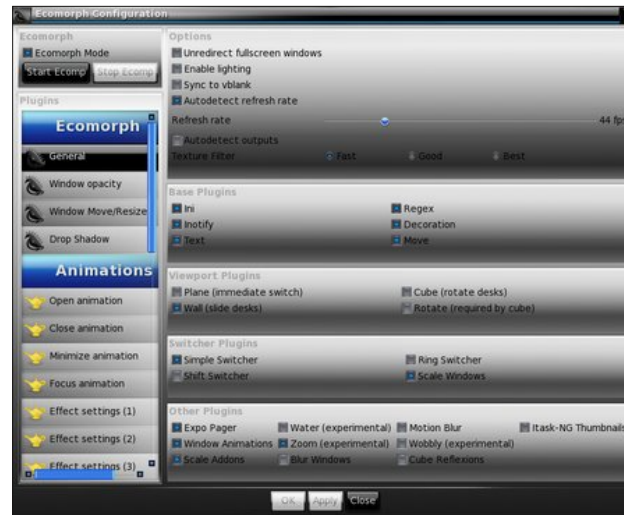 Ecomorph Configuration
Ecomorph
Ecomorph Mode
Start Ecomp Stop Ecomp
Plugins
Ecomorph
General
Window opacity
Window Move/Resize
Drop Shadow
Animations
Open animation
Close animation
Minimize animation
Focus animation
Effect settings (1)
Effect settings (2)
Effect settings (3)
Options
Unredirect fullscreen windows
Enable lighting
Sync to vblank
Autodetect refresh rate
Refresh rate 44 fps
Autodetect outputs
Texture Filter Fast Good Best
Base Plugins
Ini Regex
Inotify Decoration
Text Move
Viewport Plugins
Plane (immediate switch) Cube (rotate desks)
Wall (slide desks) Rotate (required by cube)
Switcher Plugins
Simple Switcher Ring Switcher
Shift Switcher Scale Windows
Other Plugins
Expo Pager Water (experimental) Motion Blur Itask-NG Thumbnails
Window Animations Zoom (experimental) Wobbly (experimental)
Scale Addons Blur Windows Cube Reflexions
OK Apply Close